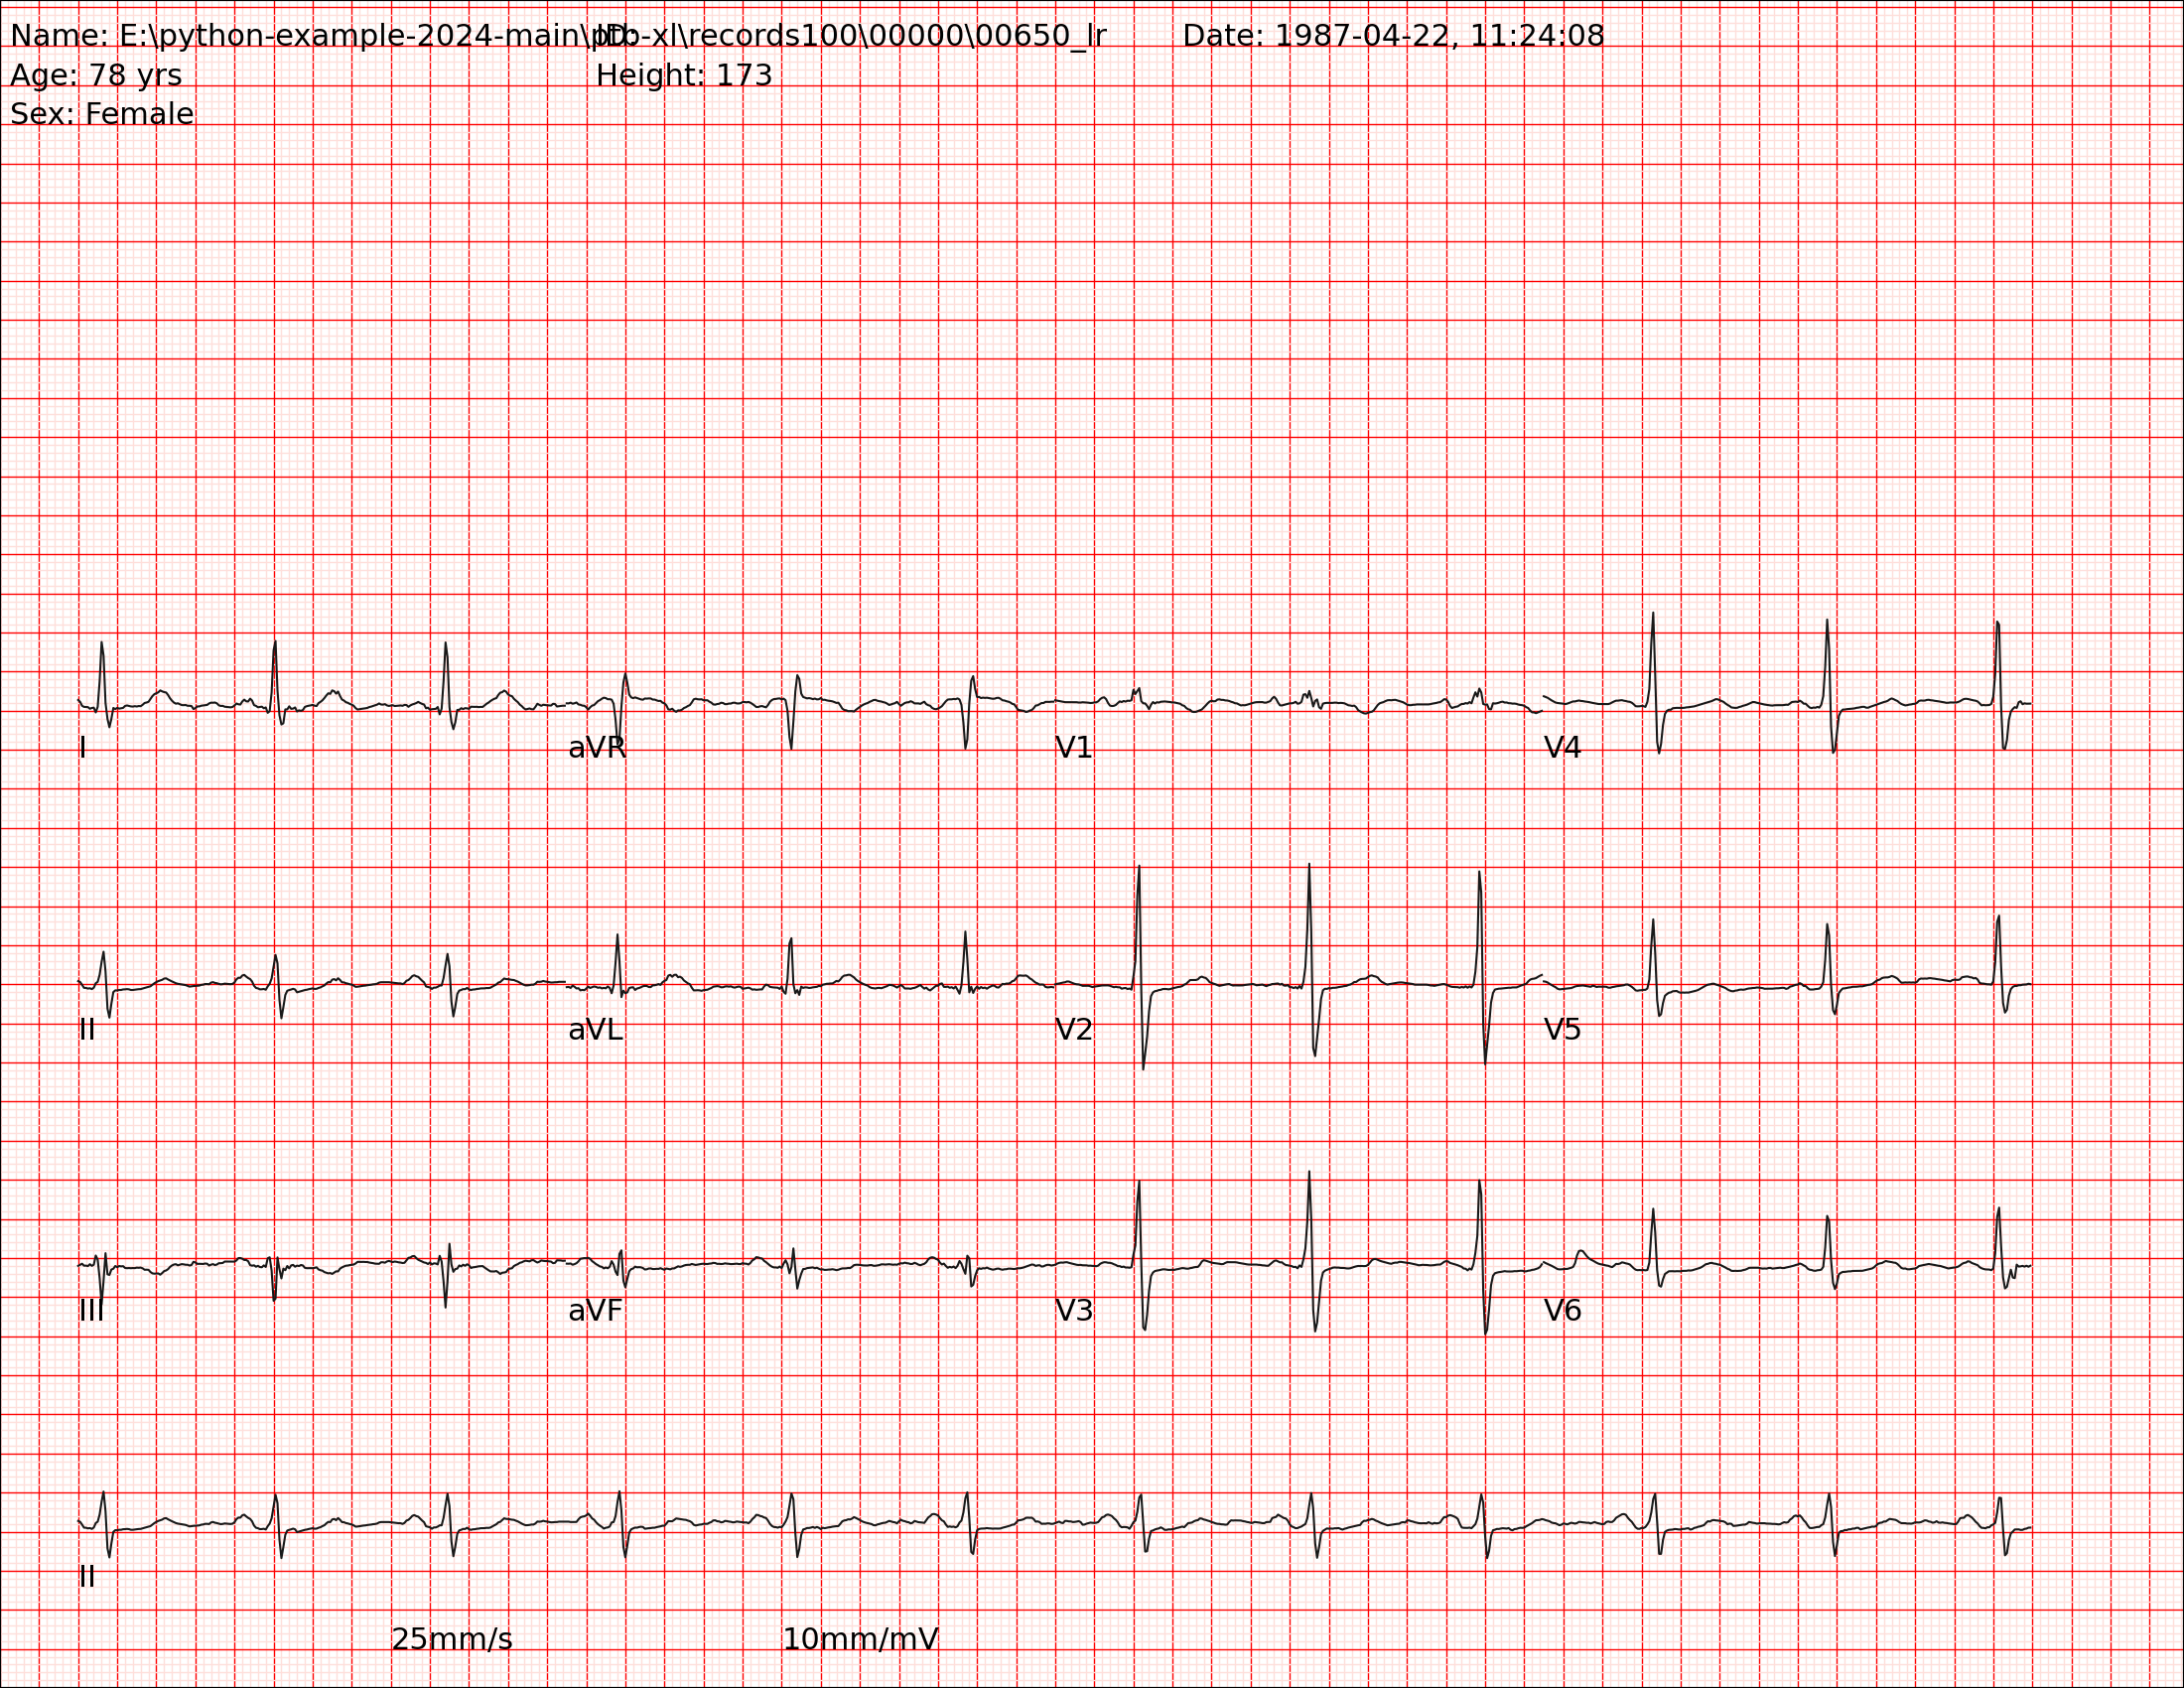 Name: E:\python-example-2024-main\ptb-xl\records100\00000\00650_lr ID: Date: 1987-04-22, 11:24:08
Age: 78 yrs Height: 173
Sex: Female
I aVR V1 V4
II aVL V2 V5
III aVF V3 V6
II
25mm/s 10mm/mV